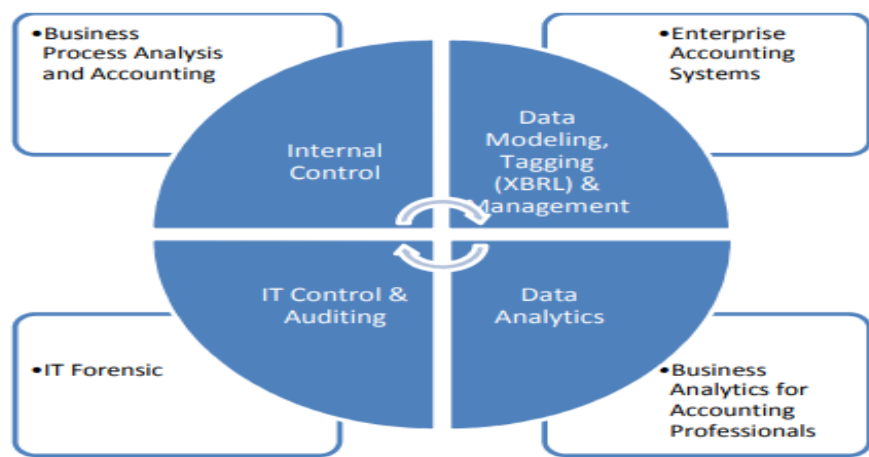 •Business
Process Analysis
and Accounting
•Enterprise
Accounting
Systems
Internal
Control
Data
Modeling,
Tagging
(XBRL) &
Management
IT Control &
Auditing
Data
Analytics
•IT Forensic
•Business
Analytics for
Accounting
Professionals